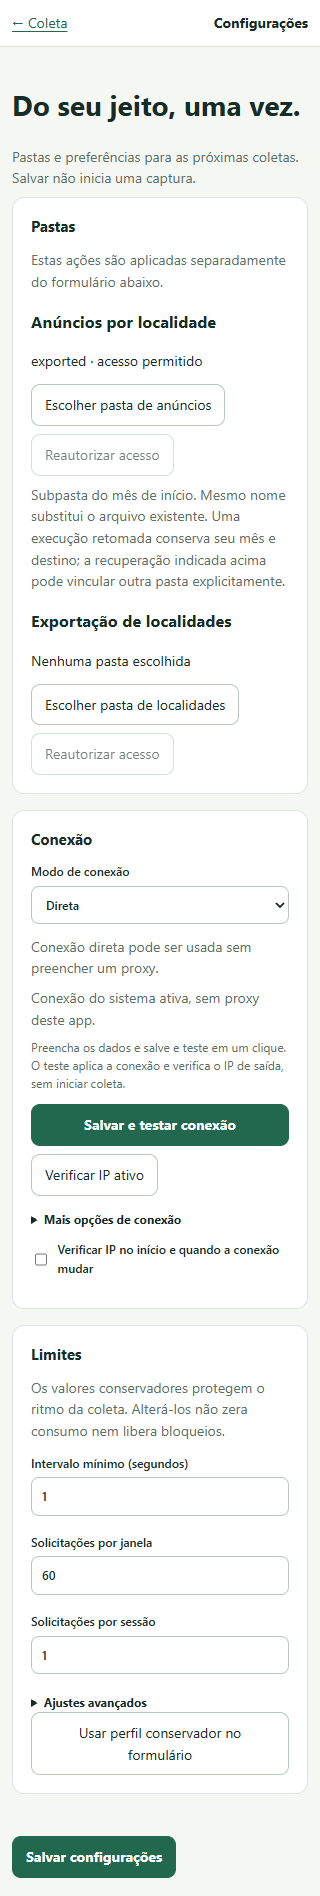 ← Coleta
Configurações
Do seu jeito, uma vez.
Pastas e preferências para as próximas coletas.
Salvar não inicia uma captura.
Pastas
Estas ações são aplicadas separadamente
do formulário abaixo.
Anúncios por localidade
exported · acesso permitido
Escolher pasta de anúncios
Reautorizar acesso
Subpasta do mês de início. Mesmo nome
substitui o arquivo existente. Uma
execução retomada conserva seu mês e
destino; a recuperação indicada acima
pode vincular outra pasta explicitamente.
Exportação de localidades
Nenhuma pasta escolhida
Escolher pasta de localidades
Reautorizar acesso
Conexão
Modo de conexão
Direta
Conexão direta pode ser usada sem
preencher um proxy.
Conexão do sistema ativa, sem proxy
deste app.
Preencha os dados e salve e teste em um clique.
O teste aplica a conexão e verifica o IP de saída,
sem iniciar coleta.
Salvar e testar conexão
Verificar IP ativo
Mais opções de conexão
Verificar IP no início e quando a conexão
mudar
Limites
Os valores conservadores protegem o
ritmo da coleta. Alterá-los não zera
consumo nem libera bloqueios.
Intervalo mínimo (segundos)
1
Solicitações por janela
60
Solicitações por sessão
1
Ajustes avançados
Usar perfil conservador no
formulário
Salvar configurações